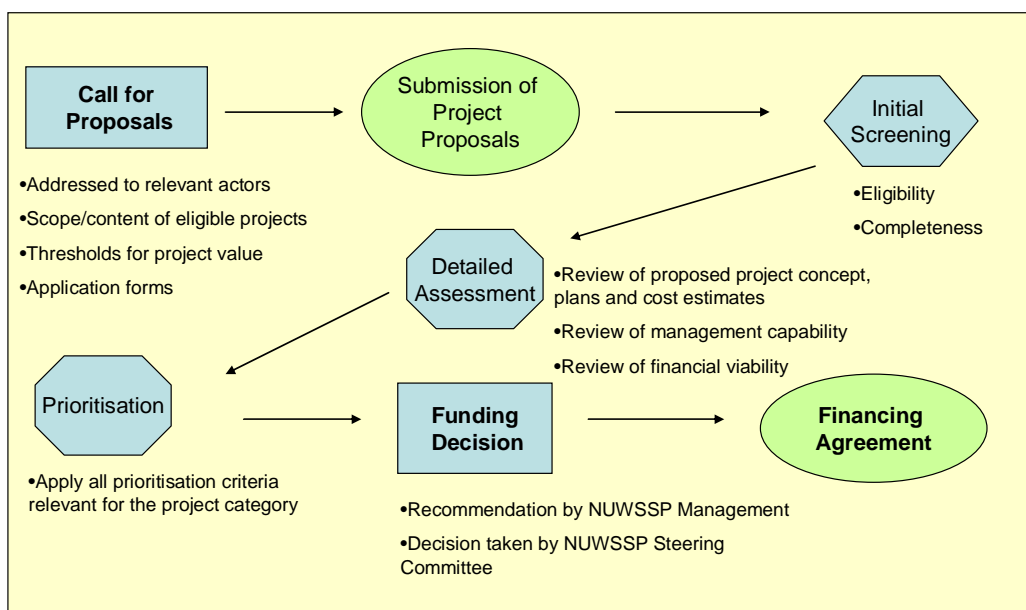 Call for
Proposals
Submission of
Project
Proposals
Initial
Screening
•Addressed to relevant actors
•Scope/content of eligible projects
•Thresholds for project value
•Application forms
•Eligibility
•Completeness
Detailed
Assessment
•Review of proposed project concept,
plans and cost estimates
•Review of management capability
•Review of financial viability
Prioritisation
•Apply all prioritisation criteria
relevant for the project category
Funding
Decision
•Recommendation by NUWSSP Management
•Decision taken by NUWSSP Steering
Committee
Financing
Agreement